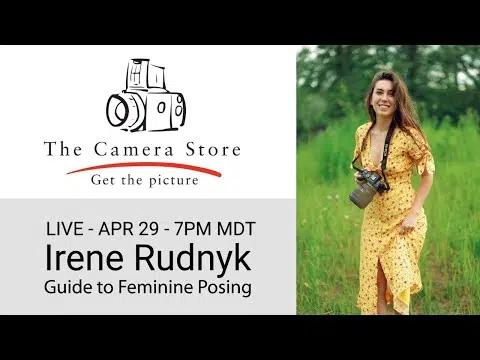 The Camera Store
Get the picture
LIVE - APR 29 - 7PM MDT
Irene Rudnyk
Guide to Feminine Posing